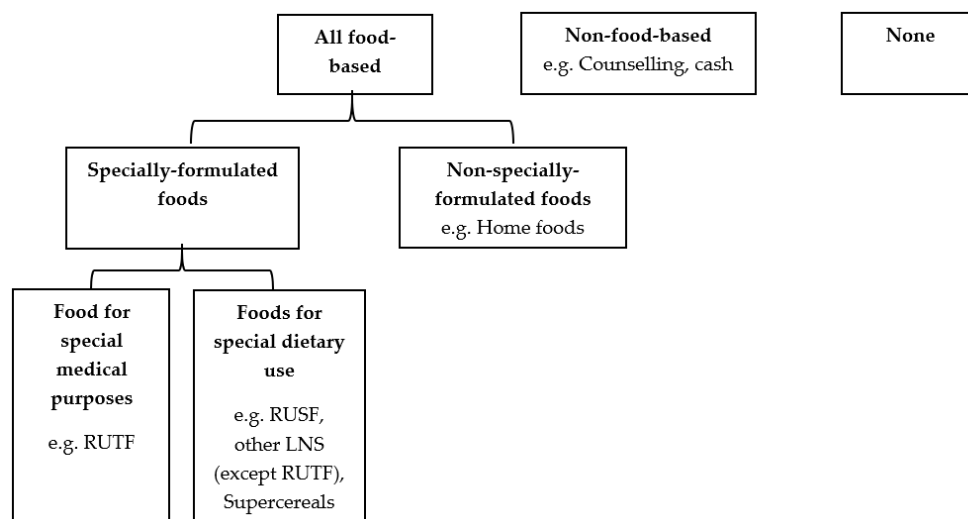 All food-
based
Non-food-based
e.g. Counselling, cash
None
Specially-formulated
foods
Non-specially-
formulated foods
e.g. Home foods
Food for
special
medical
purposes
e.g. RUTF
Foods for
special dietary
use
e.g. RUSF,
other LNS
(except RUTF),
Supercereals